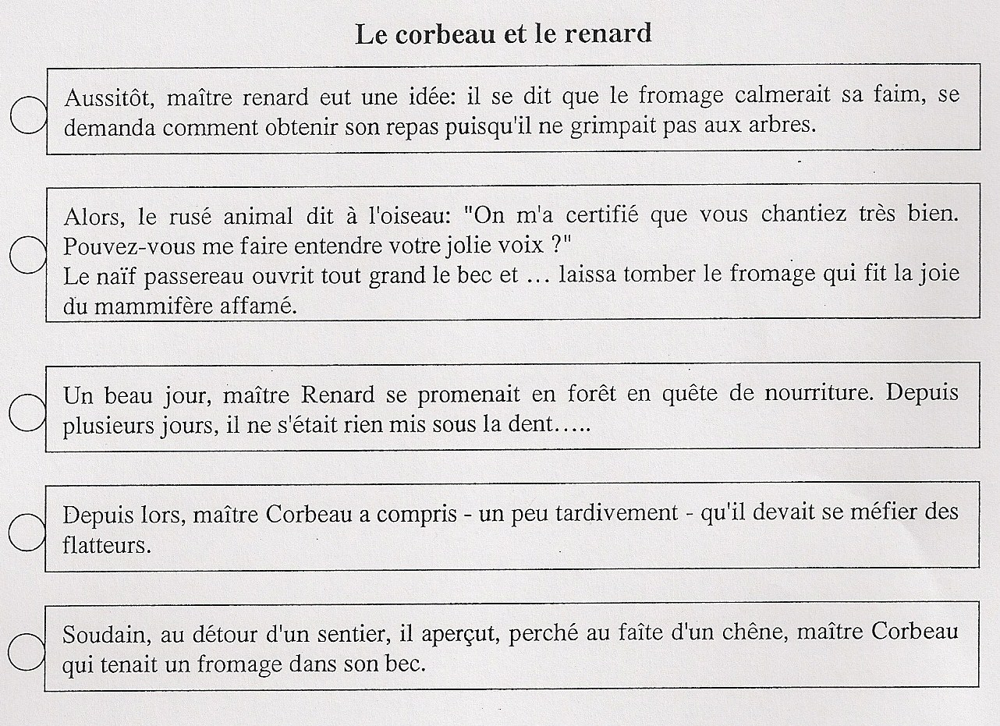 Le corbeau et le renard
Aussitôt, maître renard eut une idée: il se dit que le fromage calmerait sa faim, se
demanda comment obtenir son repas puisqu'il ne grimpait pas aux arbres.
Alors, le rusé animal dit à l'oiseau: "On m'a certifié que vous chantiez très bien.
Pouvez-vous me faire entendre votre jolie voix ?"
Le naïf passereau ouvrit tout grand le bec et ... laissa tomber le fromage qui fit la joie
du mammifère affamé.
Un beau jour, maître Renard se promenait en forêt en quête de nourriture. Depuis
plusieurs jours, il ne s'était rien mis sous la dent.....
Depuis lors, maître Corbeau a compris - un peu tardivement - qu'il devait se méfier des
flatteurs.
Soudain, au détour d'un sentier, il aperçut, perché au faîte d'un chêne, maître Corbeau
qui tenait un fromage dans son bec.